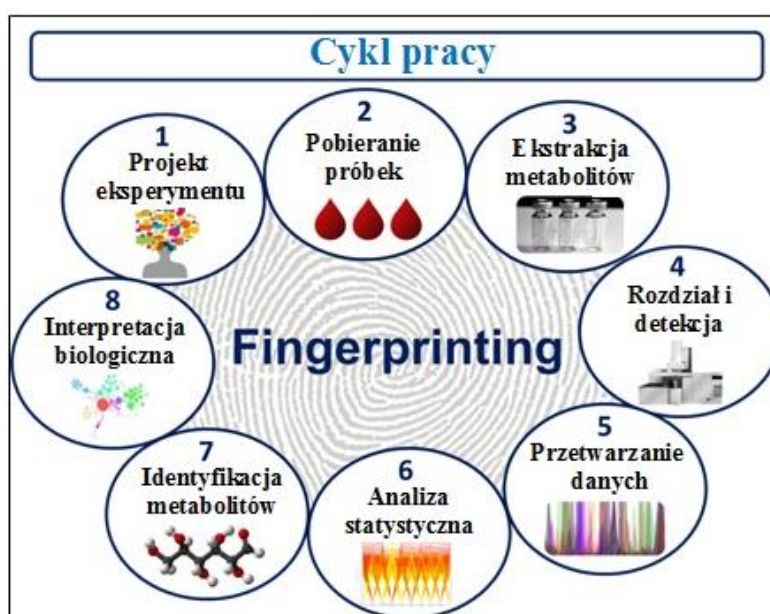 Cykl pracy
1
Projekt
eksperymentu
2
Pobieranie
próbek
3
Ekstrakcja
metabolitów
4
Rozdział i
detekcja
5
Przetwarzanie
danych
6
Analiza
statystyczna
7
Identyfikacja
metabolitów
8
Interpretacja
biologiczna
Fingerprinting